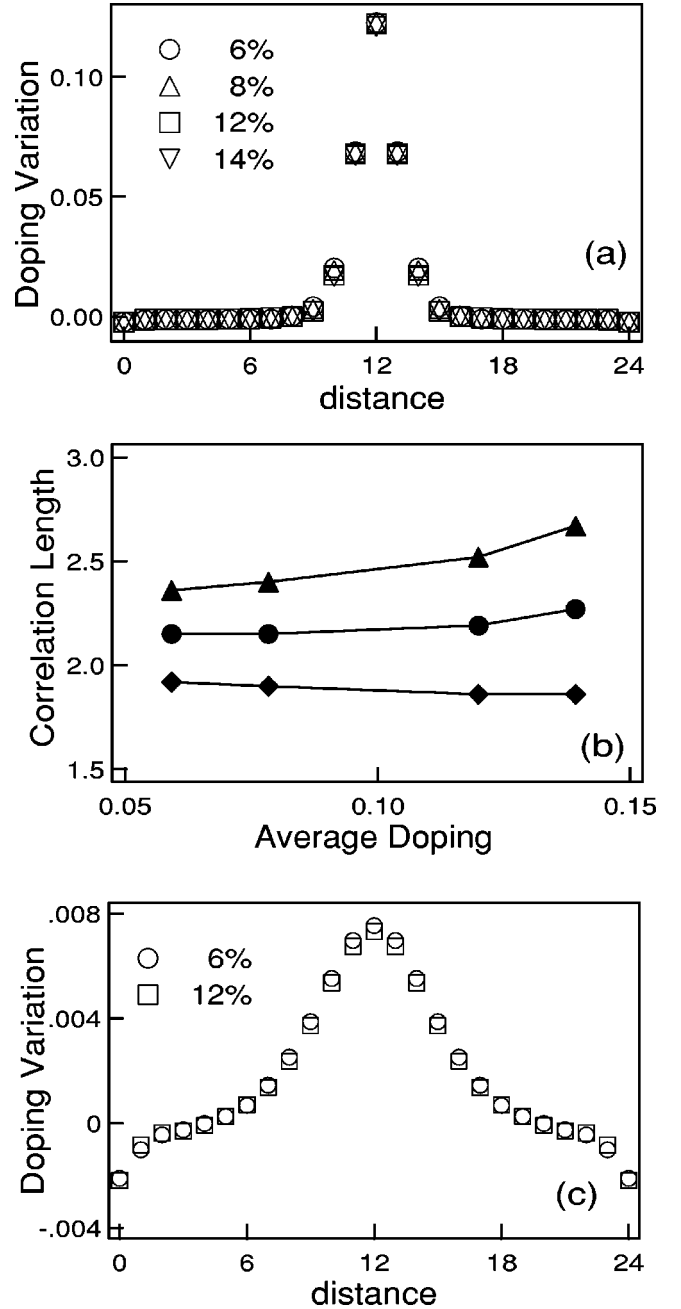 0.10
0.05
0.00
Doping Variation
6%
8%
12%
14%
(a)
0 6 12 18 24
distance
3.0
2.5
2.0
1.5
Correlation Length
(b)
0.05 0.10 0.15
Average Doping
.008
.004
0
-.004
Doping Variation
6%
12%
(c)
0 6 12 18 24
distance